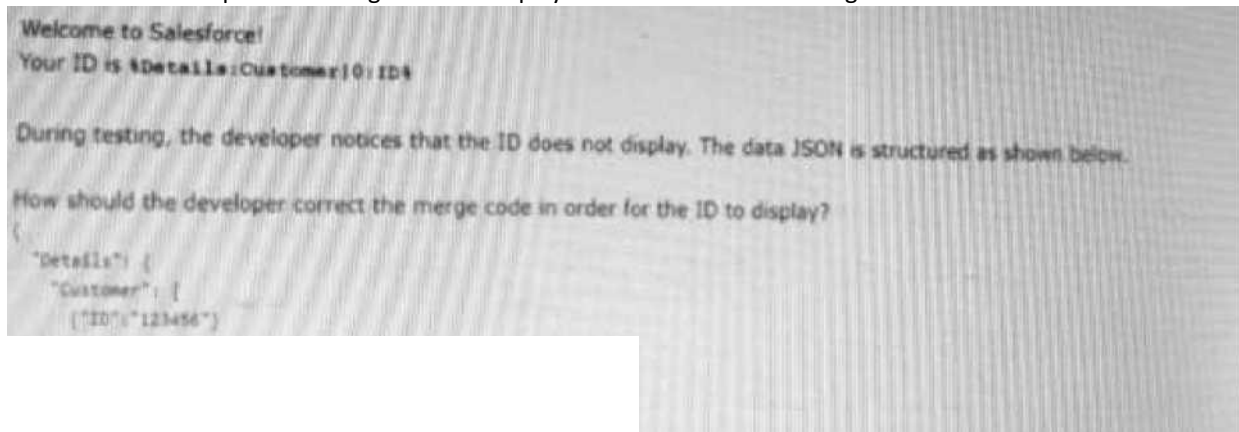 Welcome to Salesforce!
Your ID is %Details:Customer|0:ID%
During testing, the developer notices that the ID does not display. The data JSON is structured as shown below.
How should the developer correct the merge code in order for the ID to display?
{
"Details": {
"Customer": [
{"ID":"123456"}